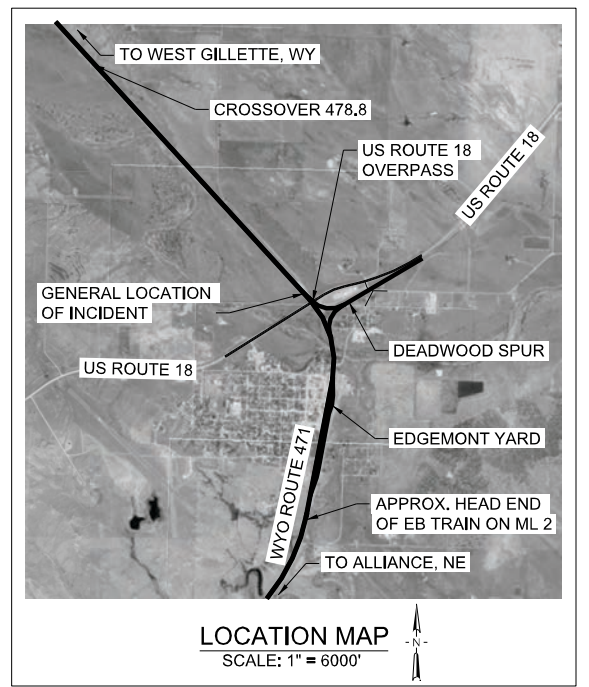 TO WEST GILLETTE, WY
CROSSOVER 478.8
US ROUTE 18
OVERPASS
US ROUTE 18
GENERAL LOCATION
OF INCIDENT
DEADWOOD SPUR
US ROUTE 18
EDGEMONT YARD
WYO ROUTE 471
APPROX. HEAD END
OF EB TRAIN ON ML 2
TO ALLIANCE, NE
LOCATION MAP
SCALE: 1" = 6000'
N